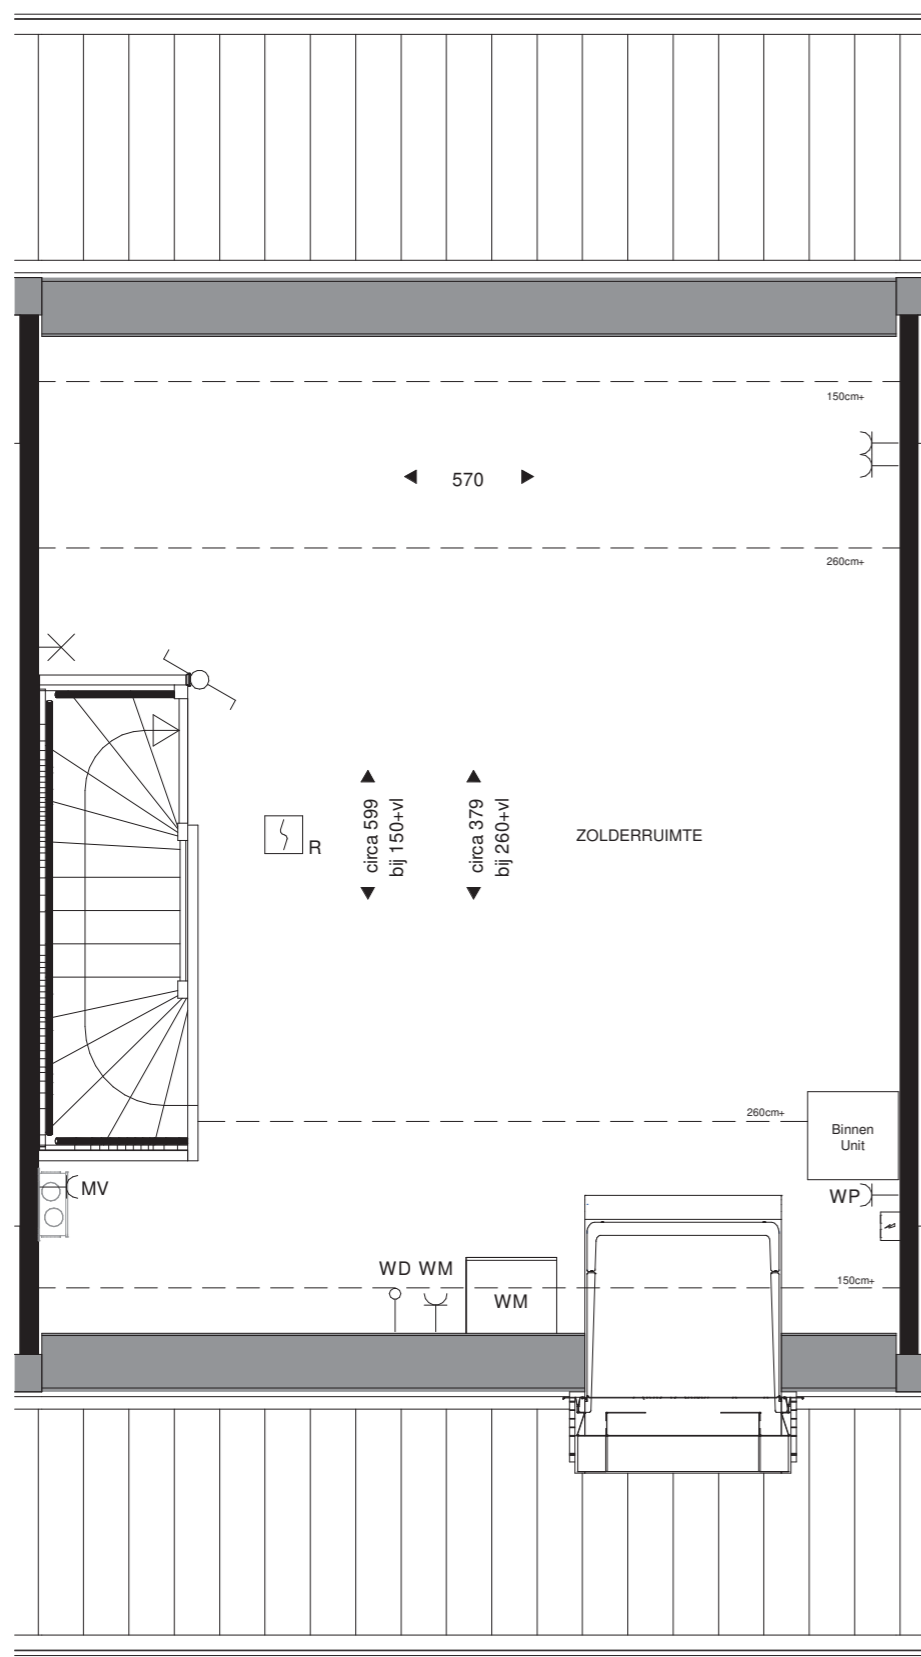 150cm+
570
260cm+
R
circa 599
bij 150+vl
circa 379
bij 260+vl
ZOLDERRUIMTE
260cm+
Binnen
Unit
MV
WP
WD WM
150cm+
WM